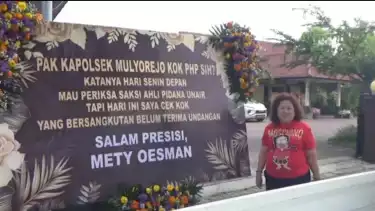 PAK KAPOLSEK MULYOREJO KOK PHP SIH?
KATANYA HARI SENIN DEPAN
MAU PERIKSA SAKSI AHLI PIDANA UNAIR
TAPI HARI INI SAYA CEK KOK
YANG BERSANGKUTAN BELUM TERIMA UNDANGAN
SALAM PRESISI,
METY OESMAN